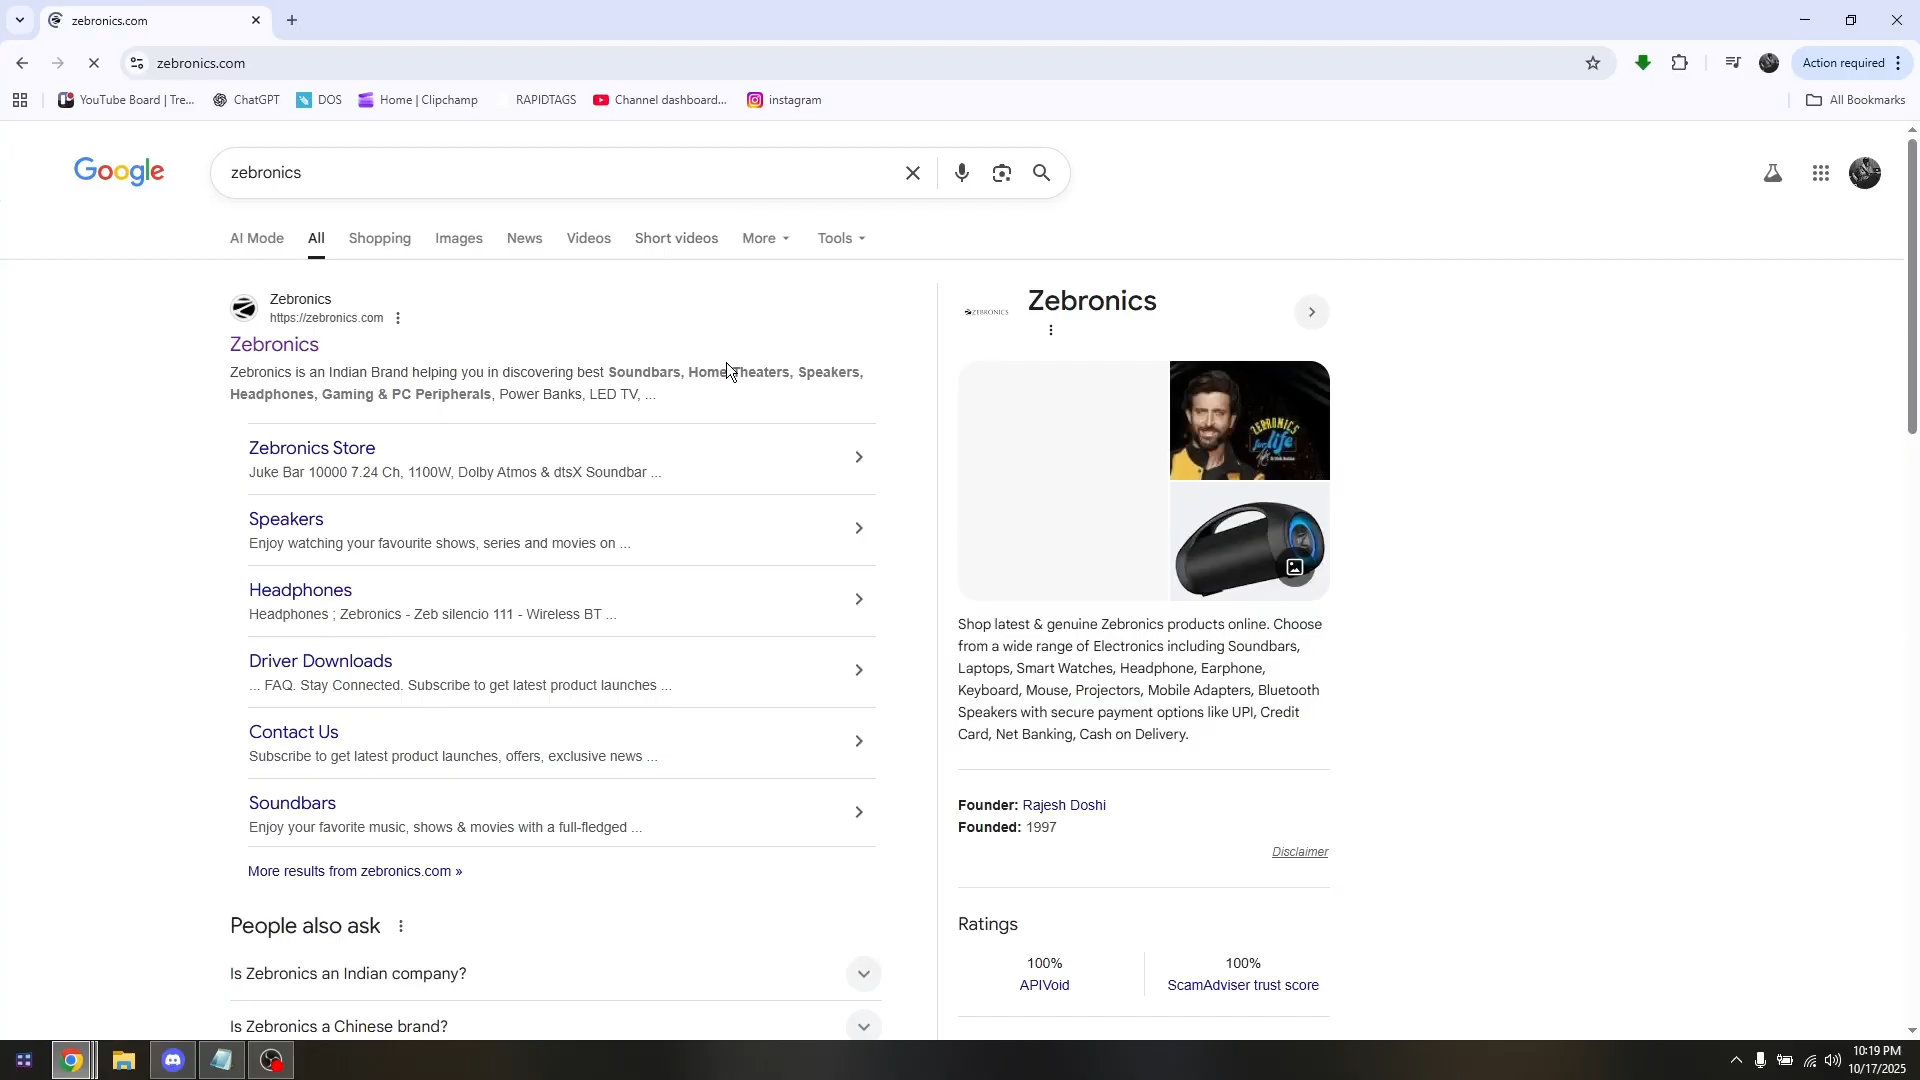 zebronics.com
zebronics.com
Action required
YouTube Board | Tre...
ChatGPT
DOS
Home | Clipchamp
RAPIDTAGS
Channel dashboard...
instagram
All Bookmarks
Google
zebronics
AI Mode
All
Shopping
Images
News
Videos
Short videos
More
Tools
Zebronics
https://zebronics.com
Zebronics
Zebronics is an Indian Brand helping you in discovering best Soundbars, Home Theaters, Speakers,
Headphones, Gaming & PC Peripherals, Power Banks, LED TV, ...
Zebronics Store
Juke Bar 10000 7.24 Ch, 1100W, Dolby Atmos & dtsX Soundbar ...
Speakers
Enjoy watching your favourite shows, series and movies on ...
Headphones
Headphones ; Zebronics - Zeb silencio 111 - Wireless BT ...
Driver Downloads
... FAQ. Stay Connected. Subscribe to get latest product launches ...
Contact Us
Subscribe to get latest product launches, offers, exclusive news ...
Soundbars
Enjoy your favorite music, shows & movies with a full-fledged ...
More results from zebronics.com »
People also ask
Is Zebronics an Indian company?
Is Zebronics a Chinese brand?
ZEBRONICS
Zebronics
ZEBRONICS
for life
Shop latest & genuine Zebronics products online. Choose
from a wide range of Electronics including Soundbars,
Laptops, Smart Watches, Headphone, Earphone,
Keyboard, Mouse, Projectors, Mobile Adapters, Bluetooth
Speakers with secure payment options like UPI, Credit
Card, Net Banking, Cash on Delivery.
Founder: Rajesh Doshi
Founded: 1997
Disclaimer
Ratings
100%
APIVoid
100%
ScamAdviser trust score
10:19 PM
10/17/2025